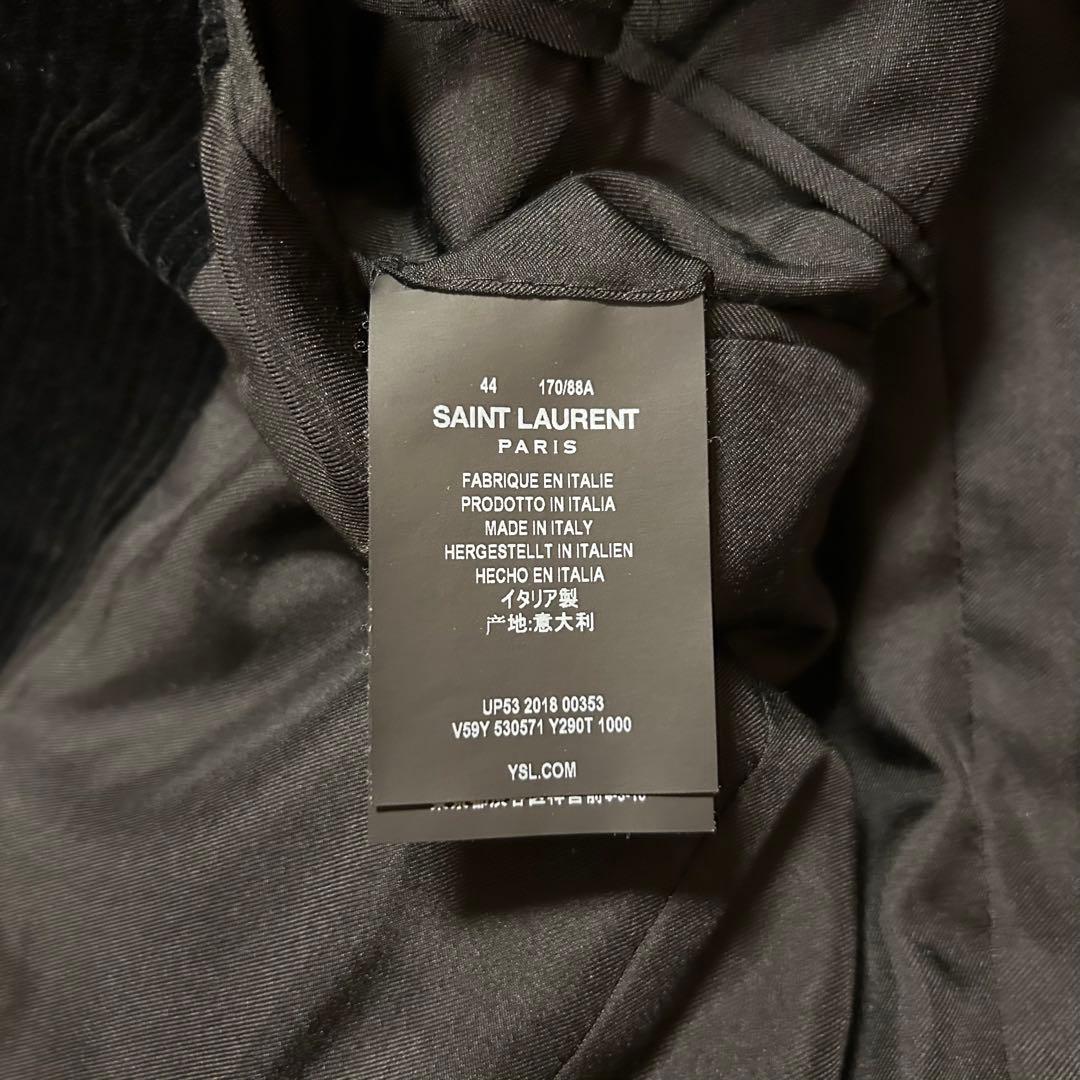 44 170/88A
SAINT LAURENT
PARIS
FABRIQUE EN ITALIE
PRODOTTO IN ITALIA
MADE IN ITALY
HERGESTELLT IN ITALIEN
HECHO EN ITALIA
イタリア製
产地:意大利
UP53 2018 00353
V59Y 530571 Y290T 1000
YSL.COM